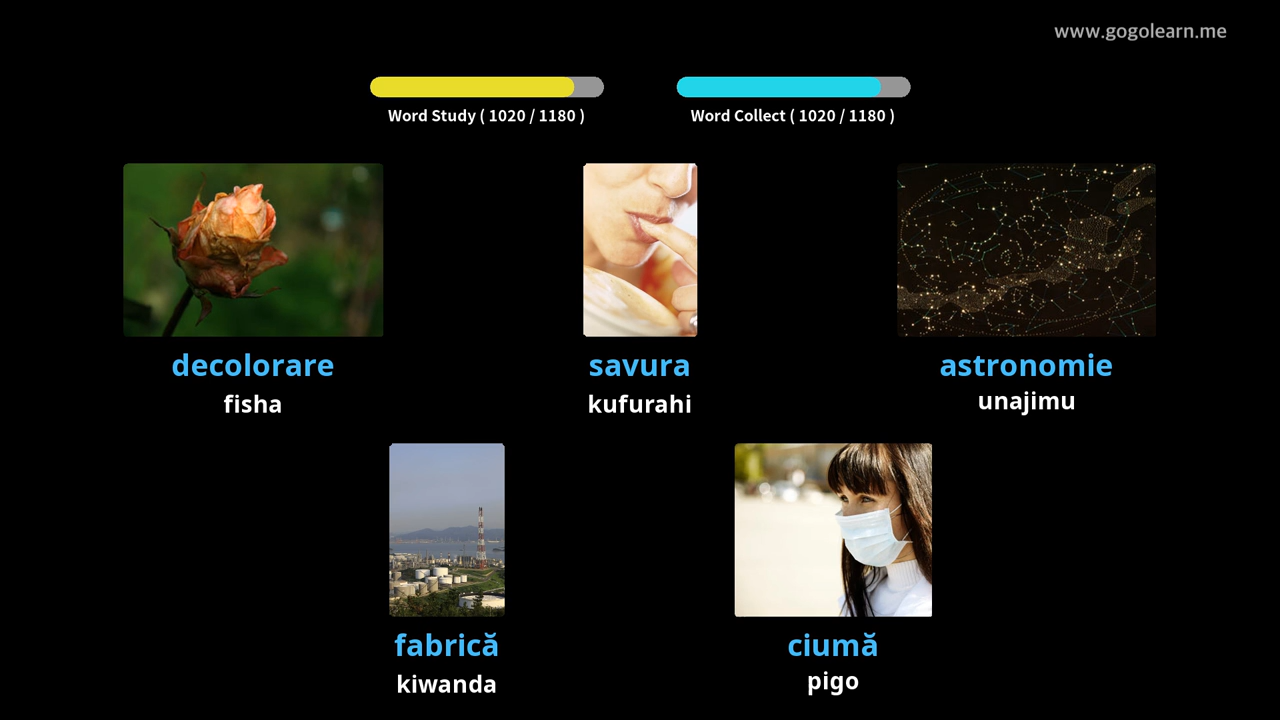 www.gogolearn.me
Word Study ( 1020 / 1180 )
Word Collect ( 1020 / 1180 )
decolorare
fisha
savura
kufurahi
astronomie
unajimu
fabrică
kiwanda
ciumă
pigo